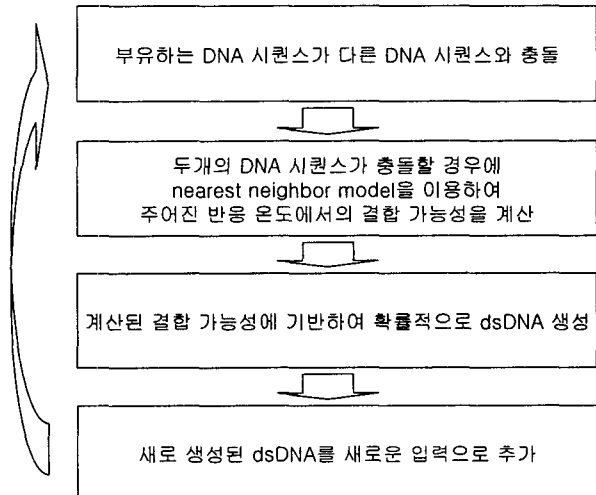 부유하는 DNA 시퀀스가 다른 DNA 시퀀스와 충돌
두개의 DNA 시퀀스가 충돌할 경우에
nearest neighbor model을 이용하여
주어진 반응 온도에서의 결합 가능성을 계산
계산된 결합 가능성에 기반하여 확률적으로 dsDNA 생성
새로 생성된 dsDNA를 새로운 입력으로 추가